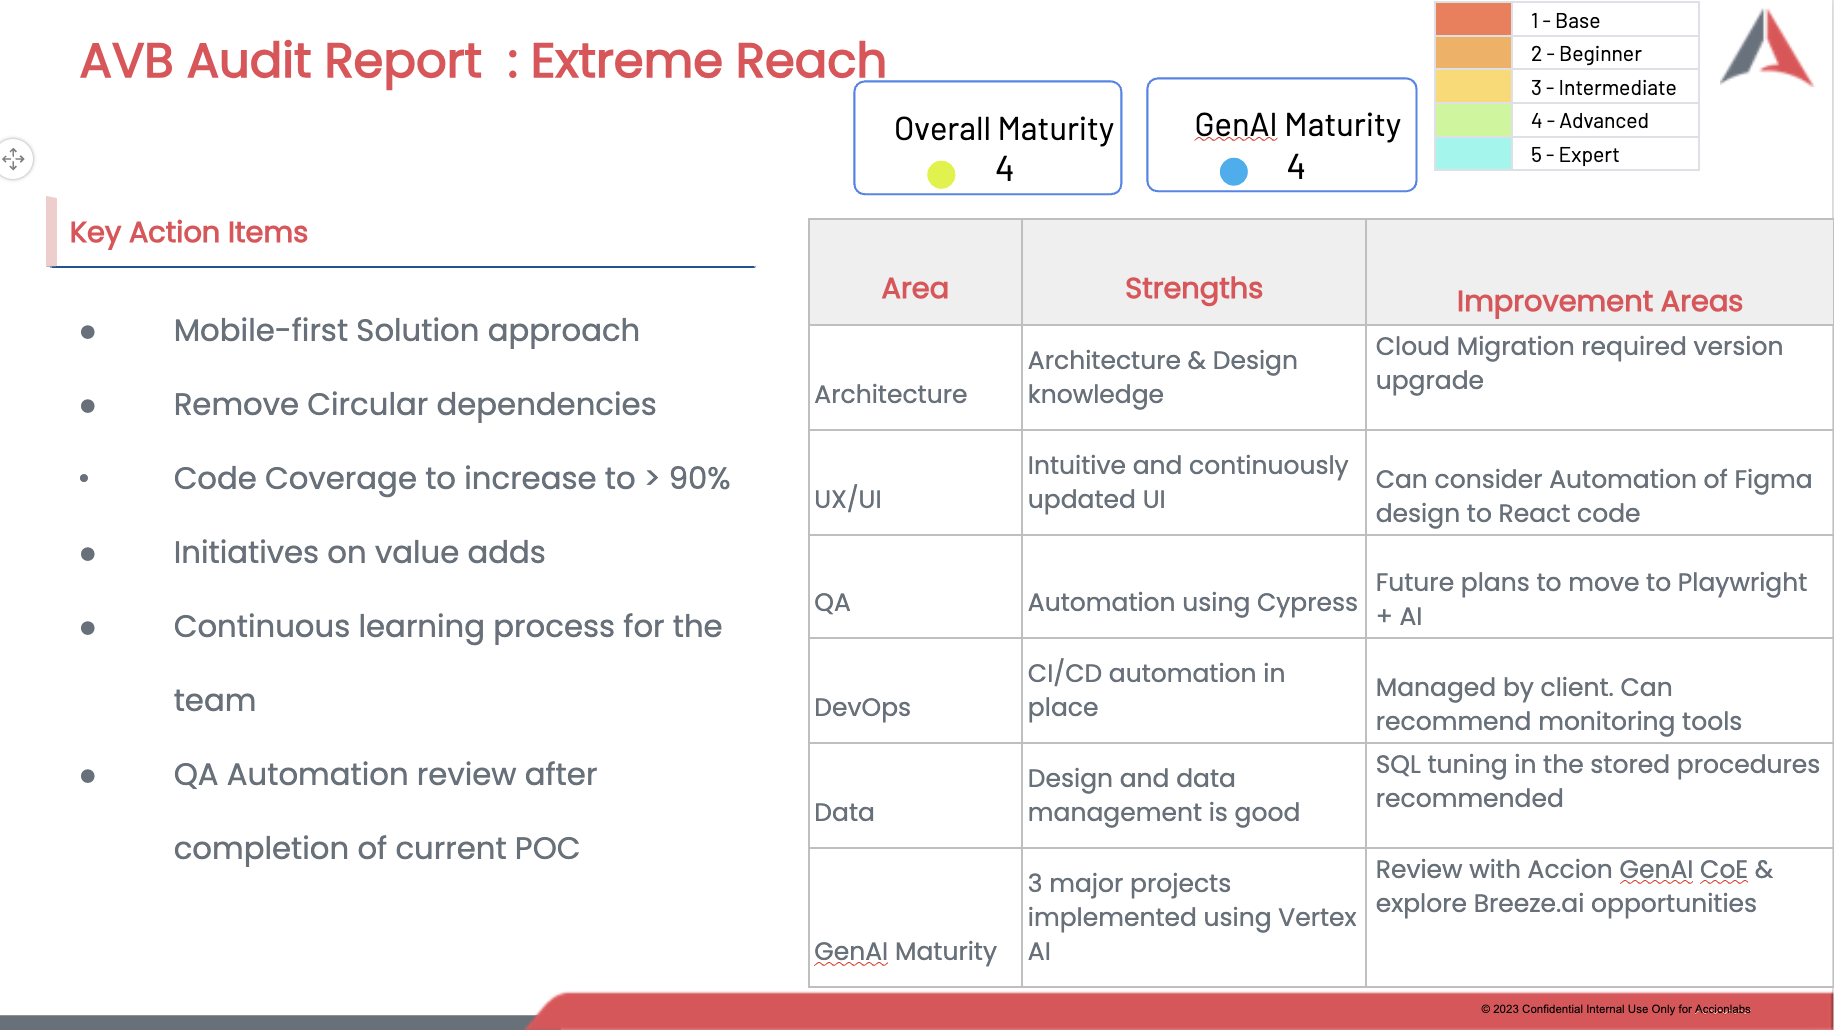 AVB Audit Report : Extreme Reach
Overall Maturity
4
GenAI Maturity
4
1 - Base
2 - Beginner
3 - Intermediate
4 - Advanced
5 - Expert
Key Action Items
● Mobile-first Solution approach
● Remove Circular dependencies
• Code Coverage to increase to > 90%
● Initiatives on value adds
● Continuous learning process for the
team
● QA Automation review after
completion of current POC
Area
Strengths
Improvement Areas
Architecture
Architecture & Design
knowledge
Cloud Migration required version
upgrade
UX/UI
Intuitive and continuously
updated UI
Can consider Automation of Figma
design to React code
QA
Automation using Cypress
Future plans to move to Playwright
+ AI
DevOps
CI/CD automation in
place
Managed by client. Can
recommend monitoring tools
Data
Design and data
management is good
SQL tuning in the stored procedures
recommended
GenAI Maturity
3 major projects
implemented using Vertex
AI
Review with Accion GenAI CoE &
explore Breeze.ai opportunities
© 2023 Confidential Internal Use Only for Accionlabs